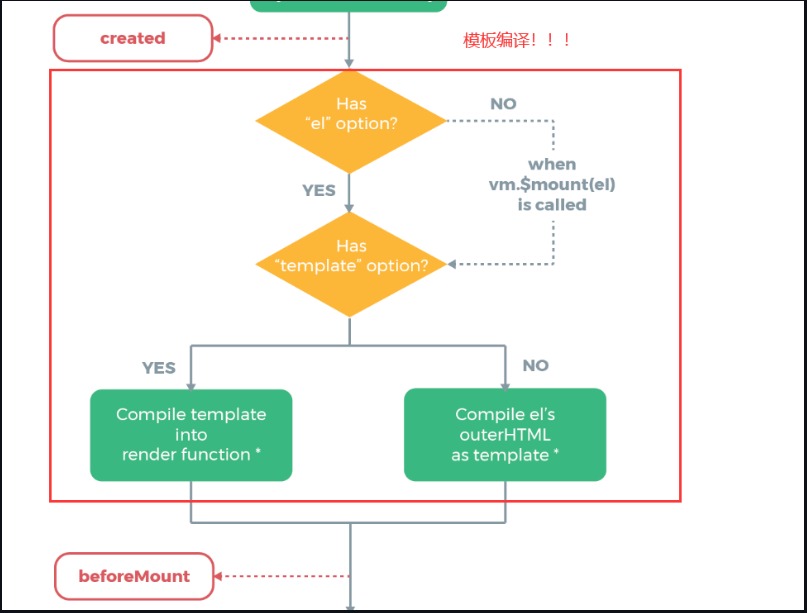 created
模板编译！！！
Has
“el” option?
NO
when
vm.$mount(el)
is called
YES
Has
“template” option?
YES
NO
Compile template
into
render function *
Compile el’s
outerHTML
as template *
beforeMount